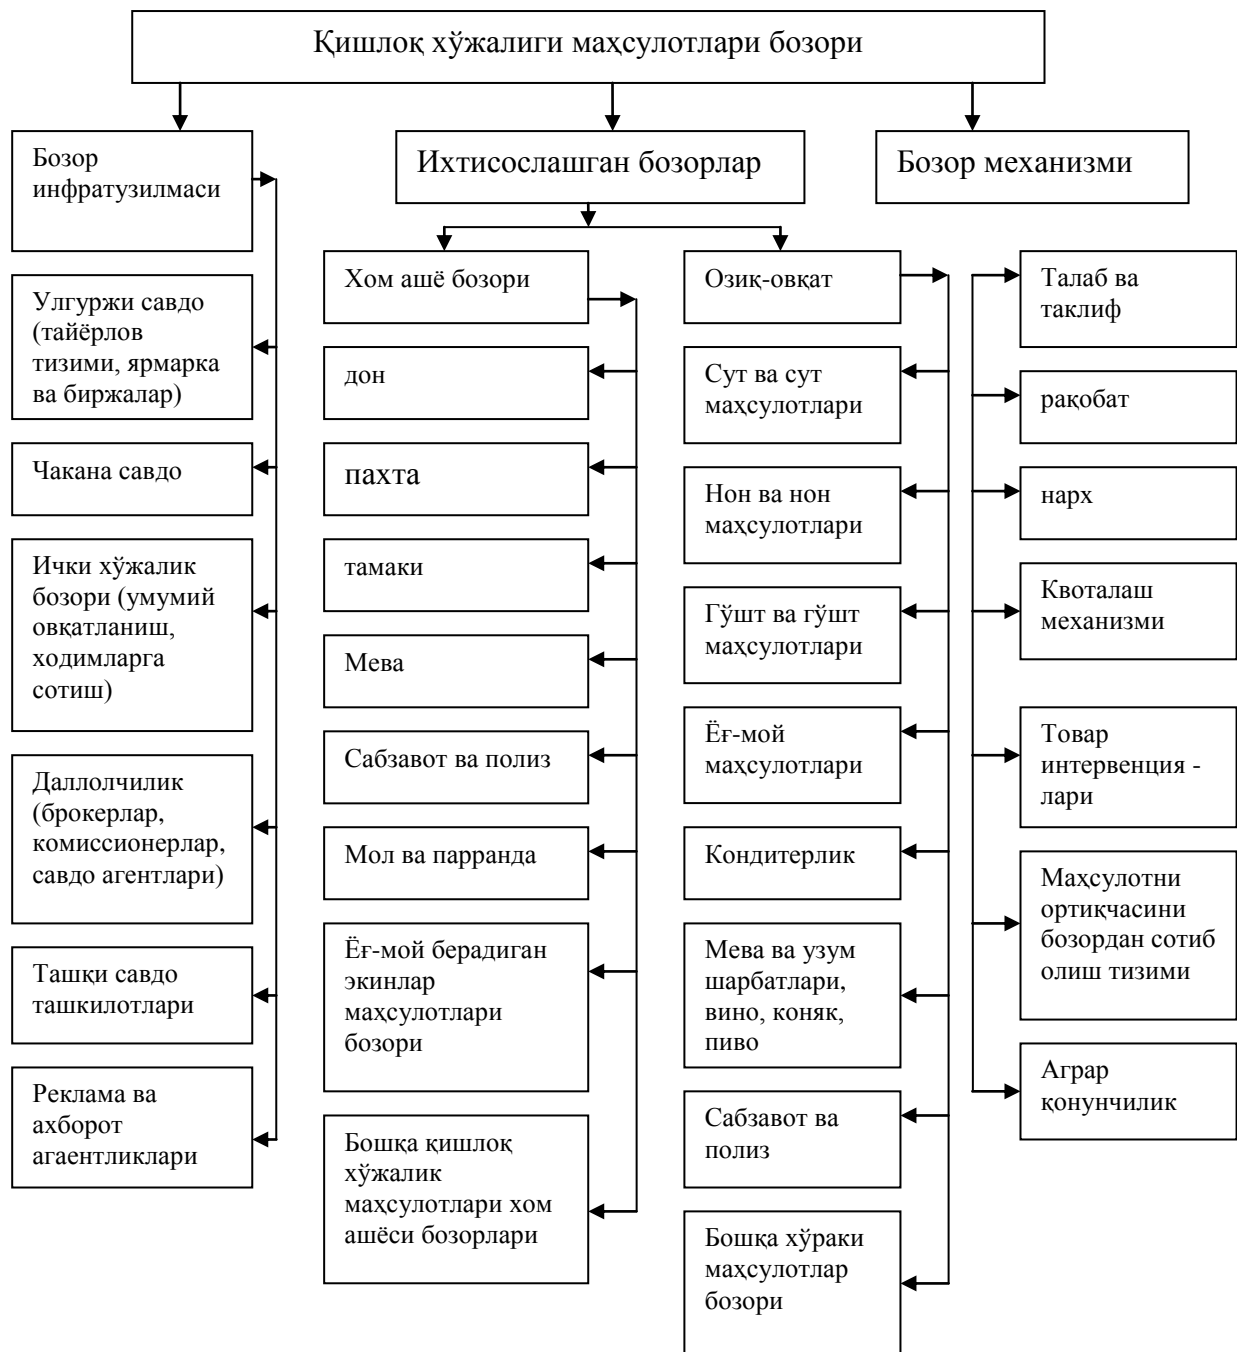 Қишлоқ хўжалиги маҳсулотлари бозори
Бозор
инфратузилмаси
Ихтисослашган бозорлар
Бозор механизми
Улгуржи савдо
(тайёрлов
тизими, ярмарка
ва биржалар)
Чакана савдо
Ички хўжалик
бозори (умумий
овқатланиш,
ходимларга
сотиш)
Даллолчилик
(брокерлар,
комиссионерлар,
савдо агентлари)
Ташқи савдо
ташкилотлари
Реклама ва
ахборот
агаентликлари
Хом ашё бозори
дон
пахта
тамаки
Мева
Сабзавот ва полиз
Мол ва парранда
Ёғ-мой берадиган
экинлар
маҳсулотлари
бозори
Бошқа қишлоқ
хўжалик
маҳсулотлари хом
ашёси бозорлари
Озиқ-овқат
Сут ва сут
маҳсулотлари
Нон ва нон
маҳсулотлари
Гўшт ва гўшт
маҳсулотлари
Ёғ-мой
маҳсулотлари
Кондитерлик
Мева ва узум
шарбатлари,
вино, коняк,
пиво
Сабзавот ва
полиз
Бошқа хўраки
маҳсулотлар
бозори
Талаб ва
таклиф
рақобат
нарх
Квоталаш
механизми
Товар
интервенция -
лари
Маҳсулотни
ортиқчасини
бозордан сотиб
олиш тизими
Аграр
қонунчилик